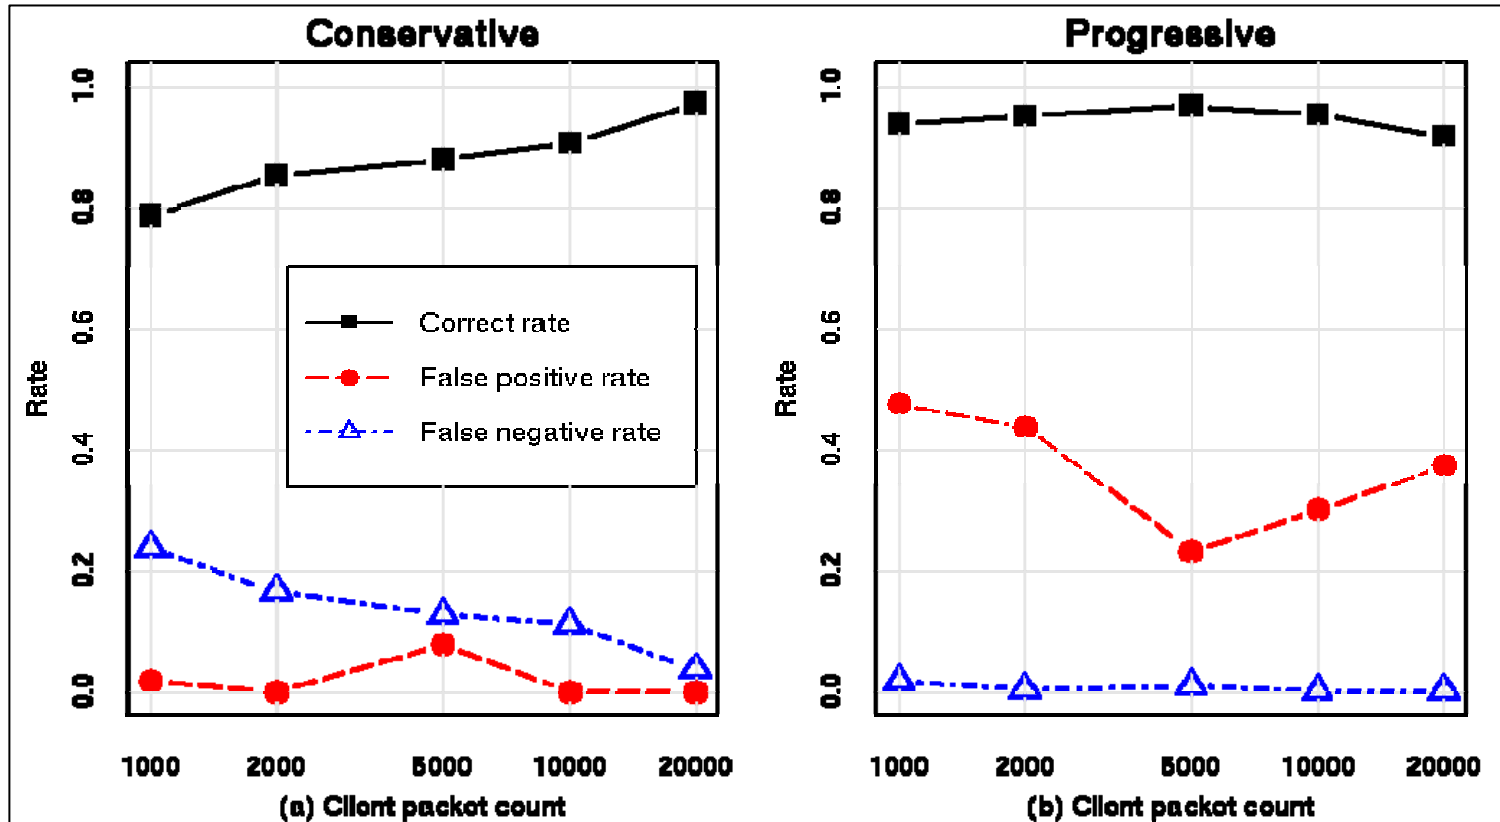 Conservative
1.0
0.8
0.6
0.4
0.2
0.0
Rate
Correct rate
False positive rate
False negative rate
1000 2000 5000 10000 20000
(a) Client packet count
Progressive
1.0
0.8
0.6
0.4
0.2
0.0
Rate
1000 2000 5000 10000 20000
(b) Client packet count